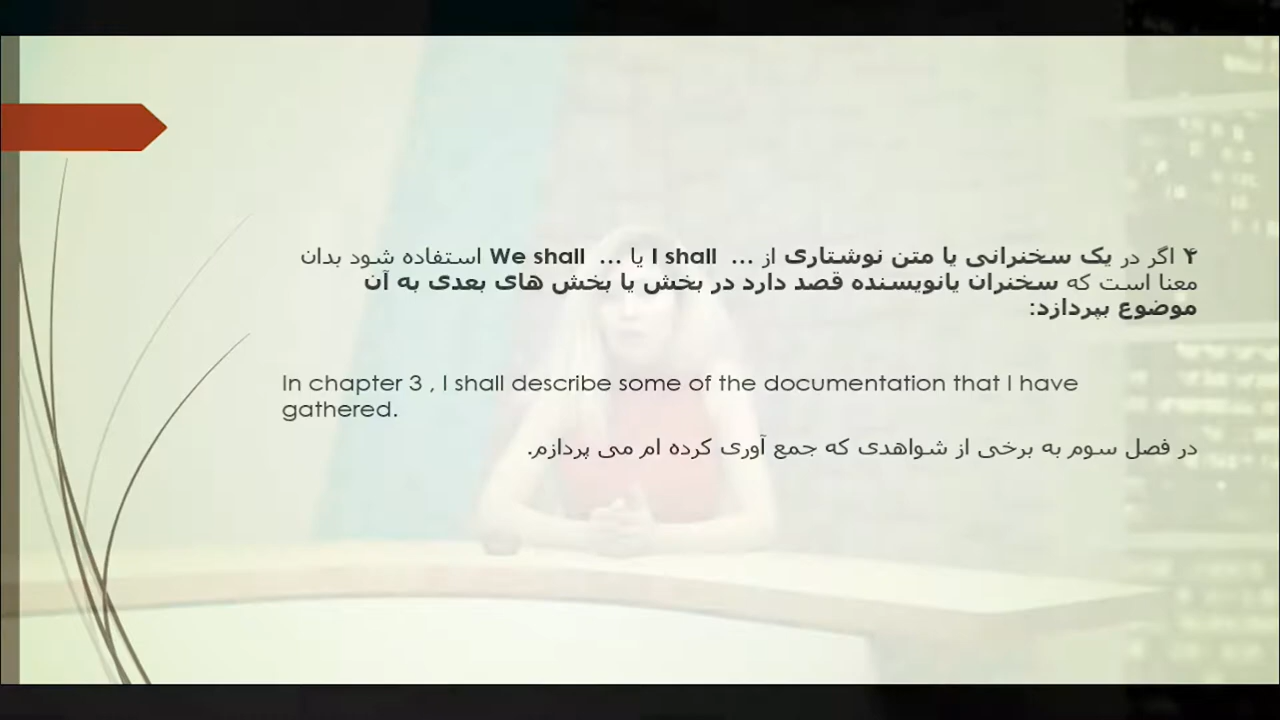 ۴ اگر در یک سخنرانی یا متن نوشتاری از ... I shall یا ... We shall استفاده شود بدان
معنا است که سخنران یانویسنده قصد دارد در بخش یا بخش های بعدی به آن
موضوع بپردازد:
In chapter 3 , I shall describe some of the documentation that I have
gathered.
در فصل سوم به برخی از شواهدی که جمع آوری کرده ام می پردازم.